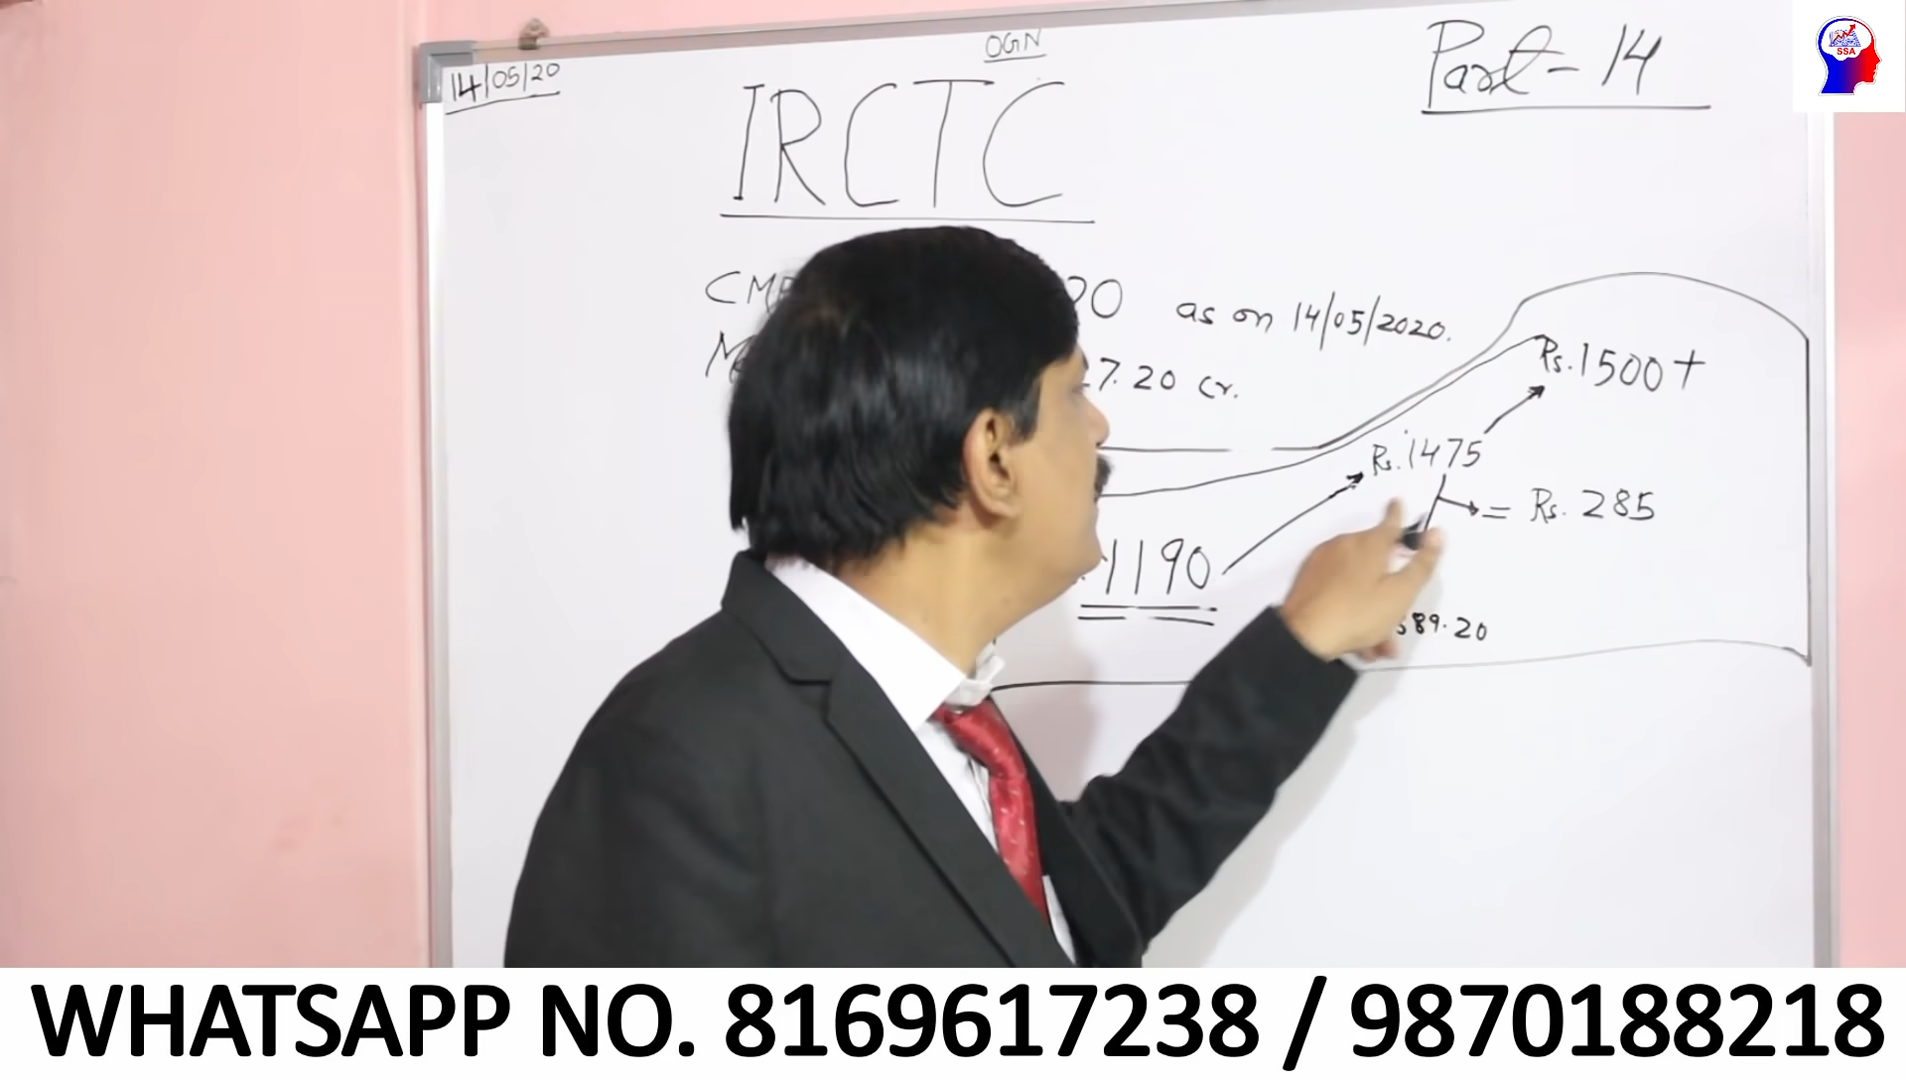 14/05/20
OGN
Part-14
SSA
IRCTC
as on 14/05/2020.
7.20 cr.
Rs.1500+
Rs.1475
= Rs. 285
1190
89.20
WHATSAPP NO. 8169617238 / 9870188218